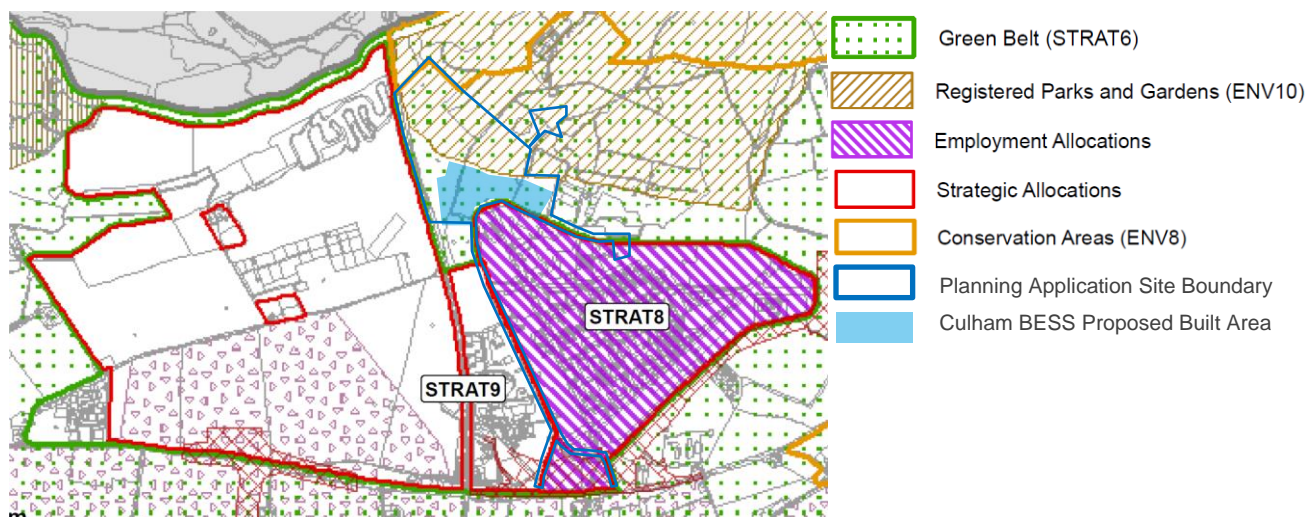 STRAT8
STRAT9
m
Green Belt (STRAT6)
Registered Parks and Gardens (ENV10)
Employment Allocations
Strategic Allocations
Conservation Areas (ENV8)
Planning Application Site Boundary
Culham BESS Proposed Built Area